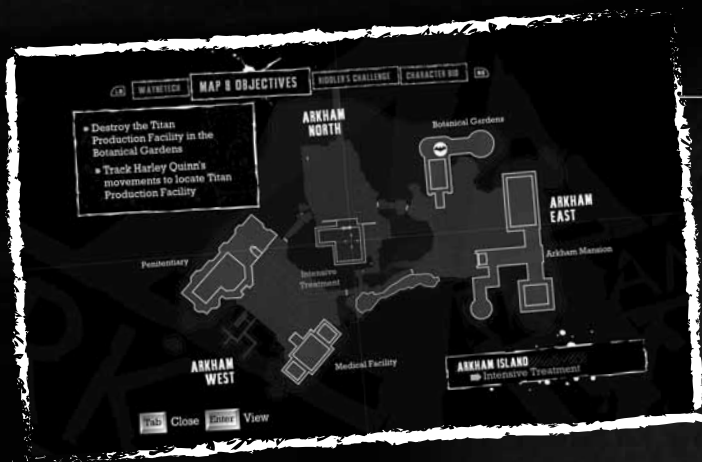 WAYNETECH
MAP & OBJECTIVES
RIDDLER'S CHALLENGE
CHARACTER BIO
Destroy the Titan
Production Facility in the
Botanical Gardens
Track Harley Quinn's
movements to locate Titan
Production Facility
ARKHAM
NORTH
Botanical Gardens
ARKHAM
EAST
Arkham Mansion
Penitentiary
Intensive
Treatment
ARKHAM
WEST
Medical Facility
ARKHAM ISLAND
Intensive Treatment
Tab Close Enter View